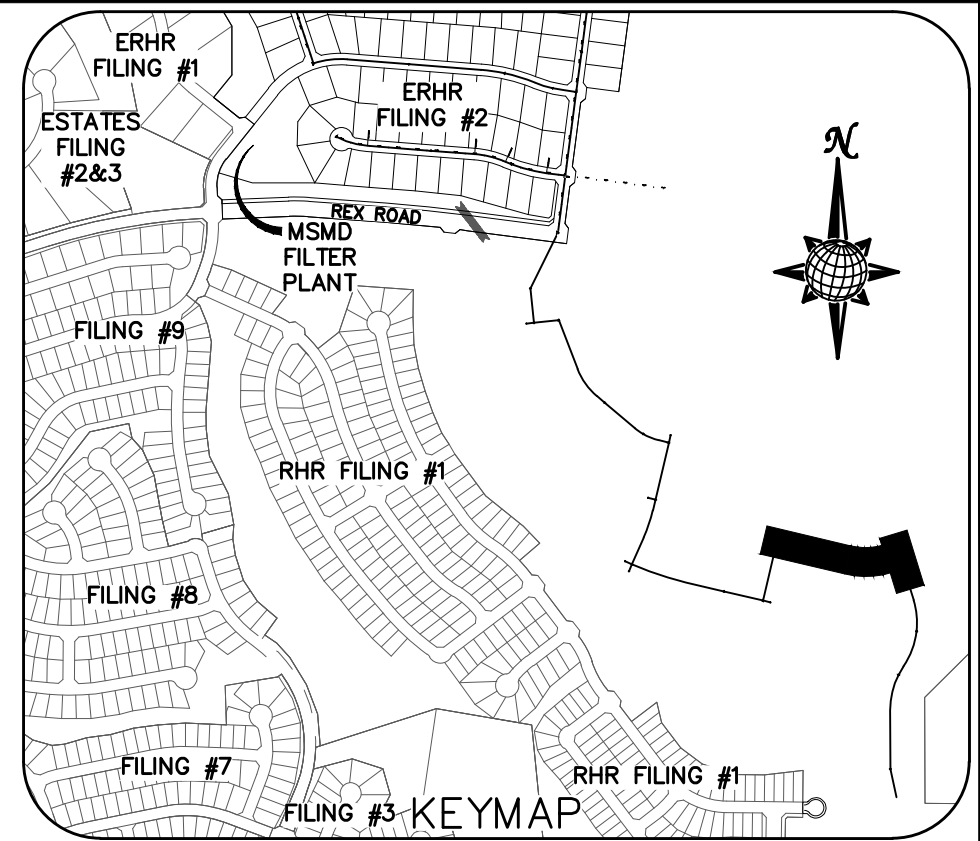 ERHR
FILING #1
ERHR
FILING #2
ESTATES
FILING
#2&3
REX ROAD
MSMD
FILTER
PLANT
N
FILING #9
RHR FILING #1
FILING #8
FILING #7
RHR FILING #1
FILING #3
KEYMAP